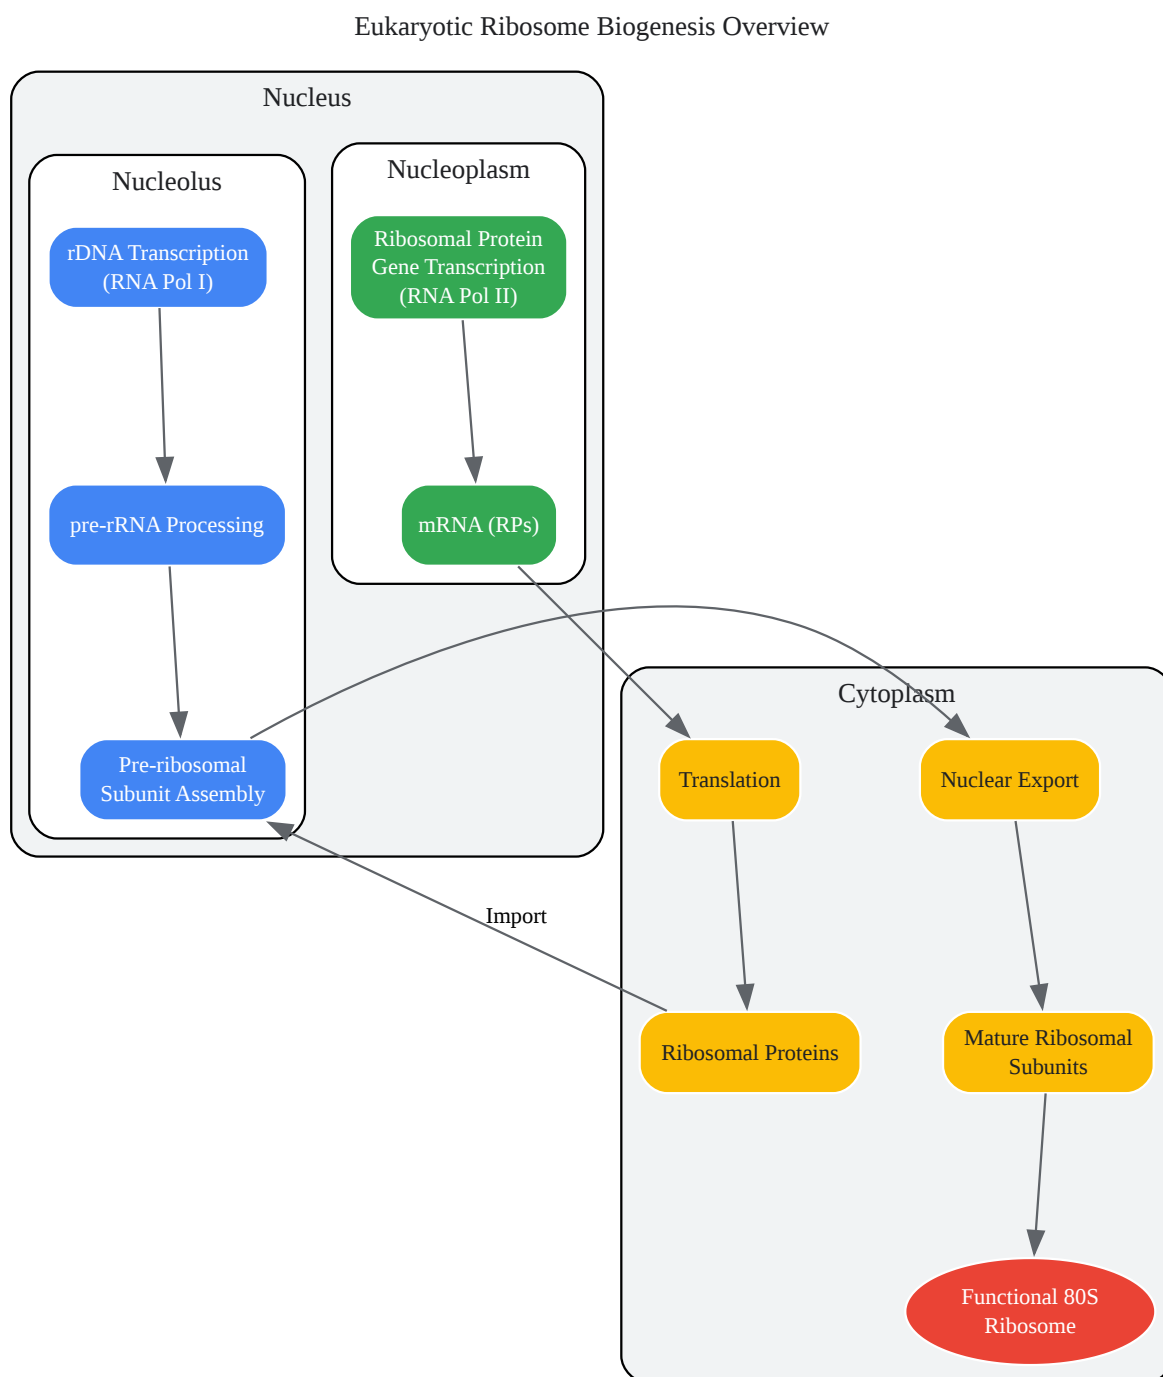 Eukaryotic Ribosome Biogenesis Overview
Nucleus
Nucleolus
rDNA Transcription
(RNA Pol I)
pre-rRNA Processing
Pre-ribosomal
Subunit Assembly
Nucleoplasm
Ribosomal Protein
Gene Transcription
(RNA Pol II)
mRNA (RPs)
Import
Cytoplasm
Translation
Ribosomal Proteins
Nuclear Export
Mature Ribosomal
Subunits
Functional 80S
Ribosome